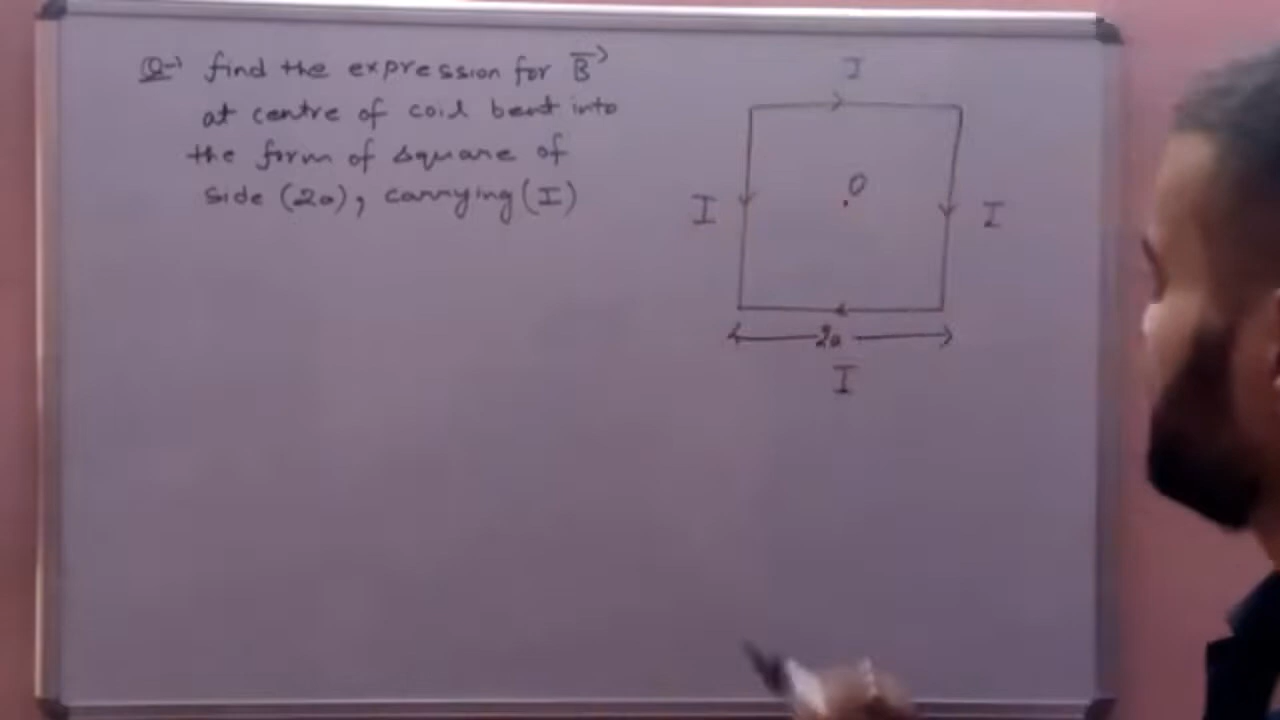 Q→ find the expression for B→
at centre of coil bent into
the form of square of
side (2a), carrying (I)
I
O
I
I
2a
I